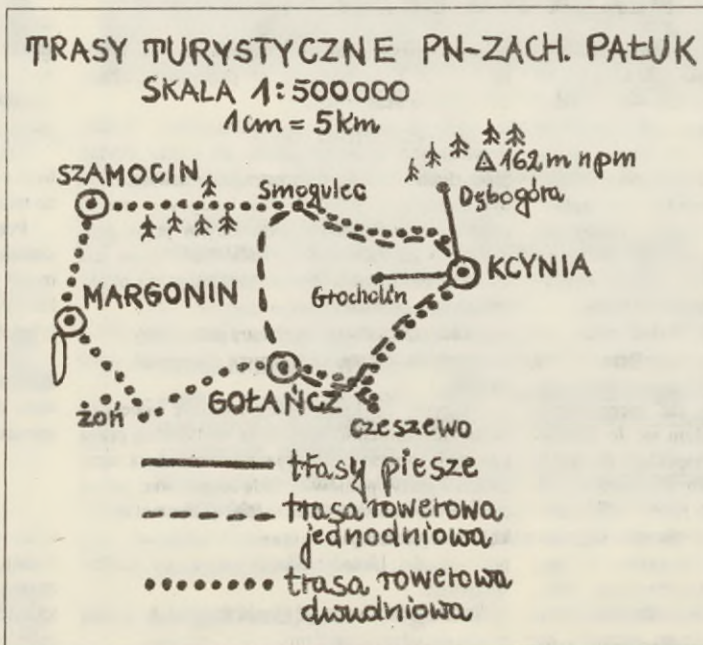 TRASY TURYSTYCZNE PN-ZACH. PAŁUK
SKALA 1:500000
1cm = 5km
SZAMOCIN
Smogulec
Δ162m npm
Dębogóra
KCYNIA
Grocholin
MARGONIN
żoń
GOŁAŃCZ
czeszewo
trasy piesze
trasa rowerowa
jednodniowa
trasa rowerowa
dwudniowa